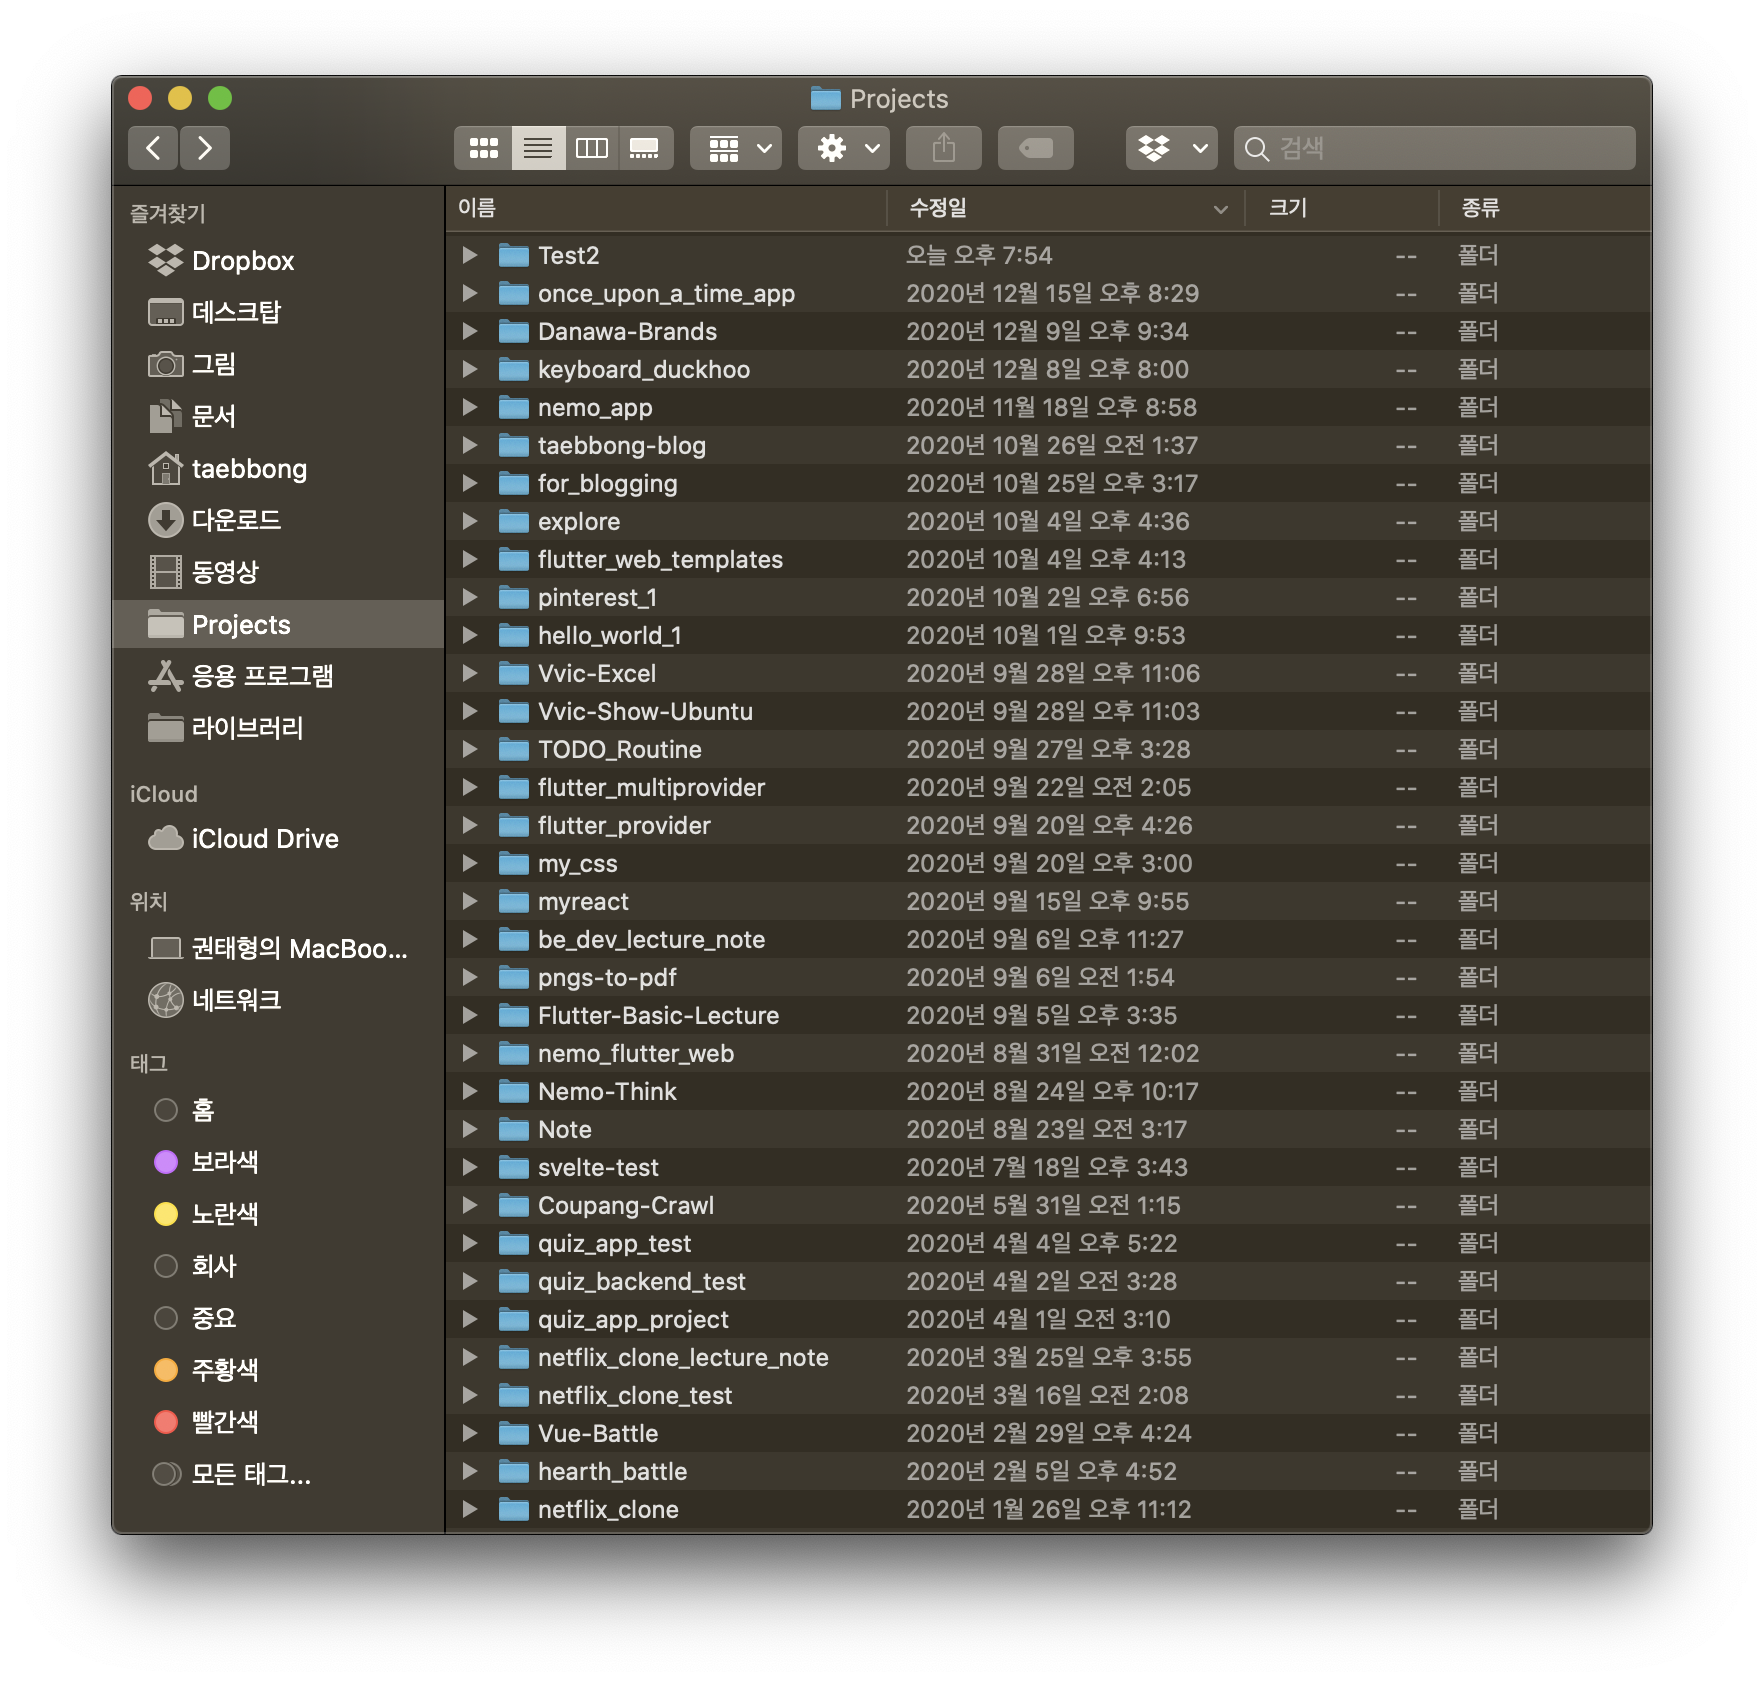 Projects
검색
즐겨찾기
Dropbox
데스크탑
그림
문서
taebbong
다운로드
동영상
Projects
응용 프로그램
라이브러리
iCloud
iCloud Drive
위치
권태형의 MacBoo...
네트워크
태그
홈
보라색
노란색
회사
중요
주황색
빨간색
모든 태그...
이름 수정일 크기 종류
Test2 오늘 오후 7:54 -- 폴더
once_upon_a_time_app 2020년 12월 15일 오후 8:29 -- 폴더
Danawa-Brands 2020년 12월 9일 오후 9:34 -- 폴더
keyboard_duckhoo 2020년 12월 8일 오후 8:00 -- 폴더
nemo_app 2020년 11월 18일 오후 8:58 -- 폴더
taebbong-blog 2020년 10월 26일 오전 1:37 -- 폴더
for_blogging 2020년 10월 25일 오후 3:17 -- 폴더
explore 2020년 10월 4일 오후 4:36 -- 폴더
flutter_web_templates 2020년 10월 4일 오후 4:13 -- 폴더
pinterest_1 2020년 10월 2일 오후 6:56 -- 폴더
hello_world_1 2020년 10월 1일 오후 9:53 -- 폴더
Vvic-Excel 2020년 9월 28일 오후 11:06 -- 폴더
Vvic-Show-Ubuntu 2020년 9월 28일 오후 11:03 -- 폴더
TODO_Routine 2020년 9월 27일 오후 3:28 -- 폴더
flutter_multiprovider 2020년 9월 22일 오전 2:05 -- 폴더
flutter_provider 2020년 9월 20일 오후 4:26 -- 폴더
my_css 2020년 9월 20일 오후 3:00 -- 폴더
myreact 2020년 9월 15일 오후 9:55 -- 폴더
be_dev_lecture_note 2020년 9월 6일 오후 11:27 -- 폴더
pngs-to-pdf 2020년 9월 6일 오전 1:54 -- 폴더
Flutter-Basic-Lecture 2020년 9월 5일 오후 3:35 -- 폴더
nemo_flutter_web 2020년 8월 31일 오전 12:02 -- 폴더
Nemo-Think 2020년 8월 24일 오후 10:17 -- 폴더
Note 2020년 8월 23일 오전 3:17 -- 폴더
svelte-test 2020년 7월 18일 오후 3:43 -- 폴더
Coupang-Crawl 2020년 5월 31일 오전 1:15 -- 폴더
quiz_app_test 2020년 4월 4일 오후 5:22 -- 폴더
quiz_backend_test 2020년 4월 2일 오전 3:28 -- 폴더
quiz_app_project 2020년 4월 1일 오전 3:10 -- 폴더
netflix_clone_lecture_note 2020년 3월 25일 오후 3:55 -- 폴더
netflix_clone_test 2020년 3월 16일 오전 2:08 -- 폴더
Vue-Battle 2020년 2월 29일 오후 4:24 -- 폴더
hearth_battle 2020년 2월 5일 오후 4:52 -- 폴더
netflix_clone 2020년 1월 26일 오후 11:12 -- 폴더